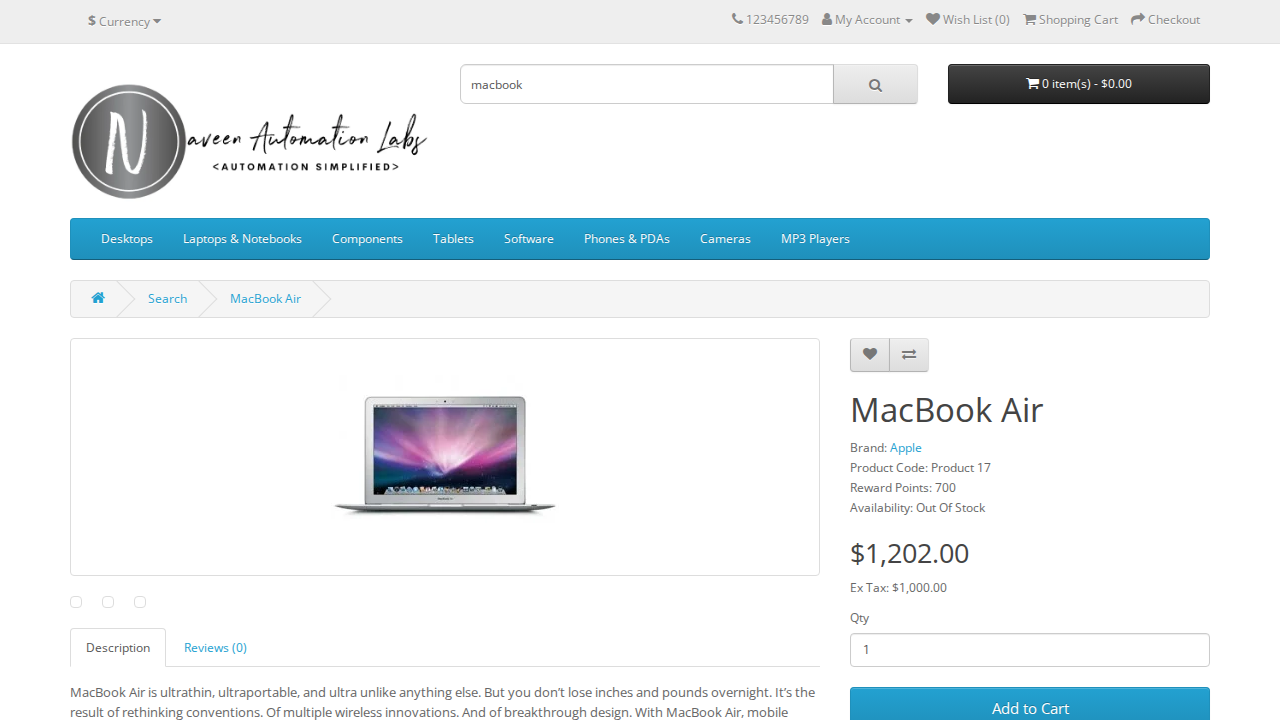 $ Currency
123456789 My Account Wish List (0) Shopping Cart Checkout
macbook
0 item(s) - $0.00
N
aveen Automation Labs
<AUTOMATION SIMPLIFIED>
Desktops Laptops & Notebooks Components Tablets Software Phones & PDAs Cameras MP3 Players
Search MacBook Air
MacBook Air
Brand: Apple
Product Code: Product 17
Reward Points: 700
Availability: Out Of Stock
$1,202.00
Ex Tax: $1,000.00
Qty
1
Add to Cart
Description Reviews (0)
MacBook Air is ultrathin, ultraportable, and ultra unlike anything else. But you don’t lose inches and pounds overnight. It’s the
result of rethinking conventions. Of multiple wireless innovations. And of breakthrough design. With MacBook Air, mobile